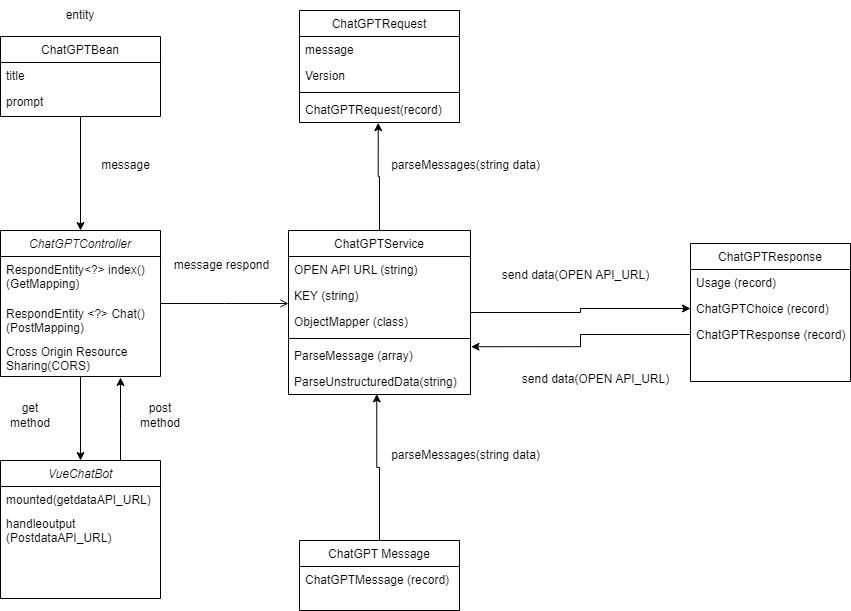 entity
ChatGPTBean
title
prompt
message
ChatGPTController
RespondEntity<?> index()
(GetMapping)
RespondEntity <?> Chat()
(PostMapping)
Cross Origin Resource
Sharing(CORS)
get
method
post
method
VueChatBot
mounted(getdataAPI_URL)
handleoutput
(PostdataAPI_URL)
message respond
ChatGPTRequest
message
Version
ChatGPTRequest(record)
parseMessages(string data)
ChatGPTService
OPEN API URL (string)
KEY (string)
ObjectMapper (class)
ParseMessage (array)
ParseUnstructuredData(string)
parseMessages(string data)
ChatGPT Message
ChatGPTMessage (record)
send data(OPEN API_URL)
send data(OPEN API_URL)
ChatGPTResponse
Usage (record)
ChatGPTChoice (record)
ChatGPTResponse (record)